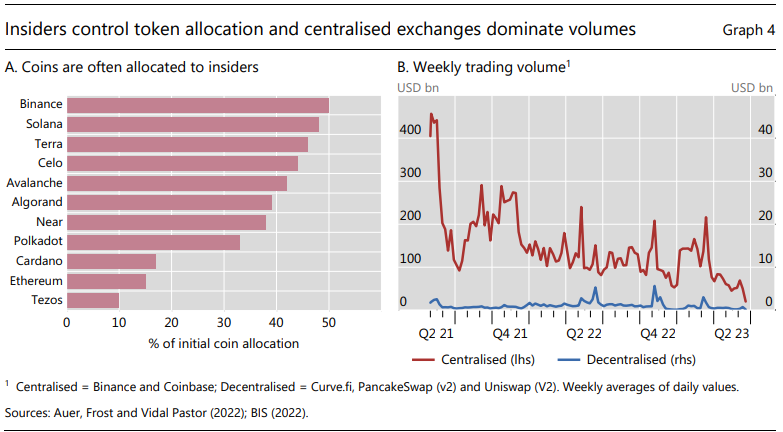 Insiders control token allocation and centralised exchanges dominate volumes
Graph 4
A. Coins are often allocated to insiders
Binance
Solana
Terra
Celo
Avalanche
Algorand
Near
Polkadot
Cardano
Ethereum
Tezos
0 10 20 30 40 50
% of initial coin allocation
B. Weekly trading volume1
USD bn USD bn
400 40
300 30
200 20
100 10
0 0
Q2 21 Q4 21 Q2 22 Q4 22 Q2 23
Centralised (lhs) Decentralised (rhs)
1 Centralised = Binance and Coinbase; Decentralised = Curve.fi, PancakeSwap (v2) and Uniswap (V2). Weekly averages of daily values.
Sources: Auer, Frost and Vidal Pastor (2022); BIS (2022).